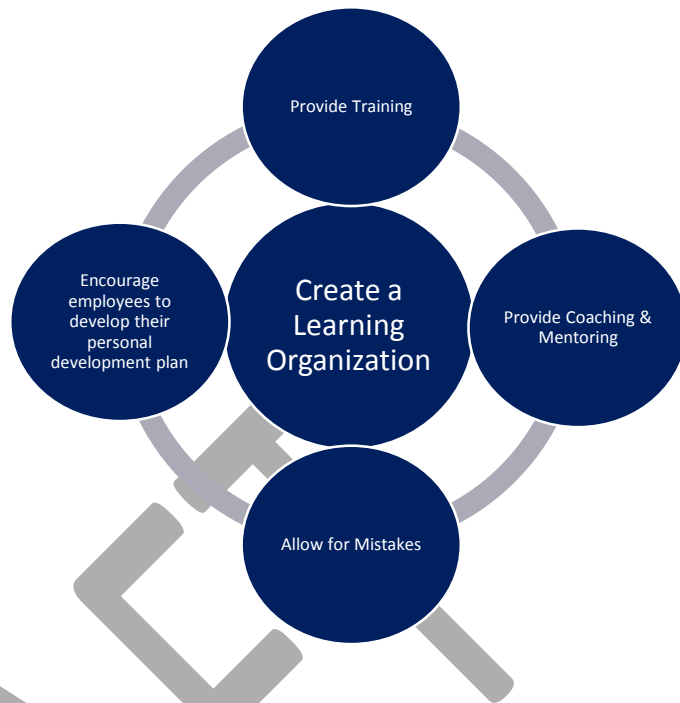 Provide Training
Encourage
employees to
develop their
personal
development plan
Create a
Learning
Organization
Provide Coaching &
Mentoring
Allow for Mistakes